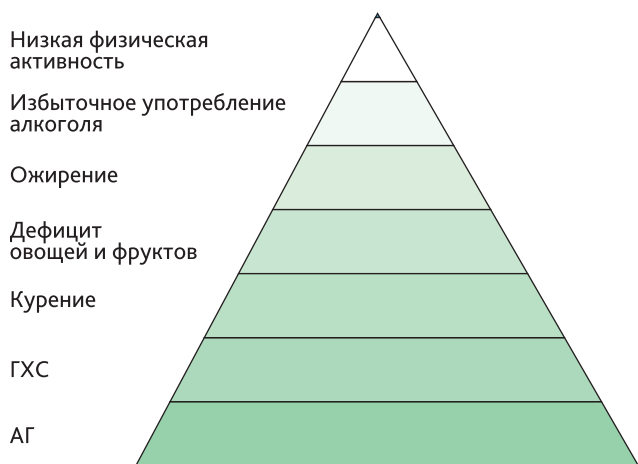 Низкая физическая
активность
Избыточное употребление
алкоголя
Ожирение
Дефицит
овощей и фруктов
Курение
ГХС
АГ